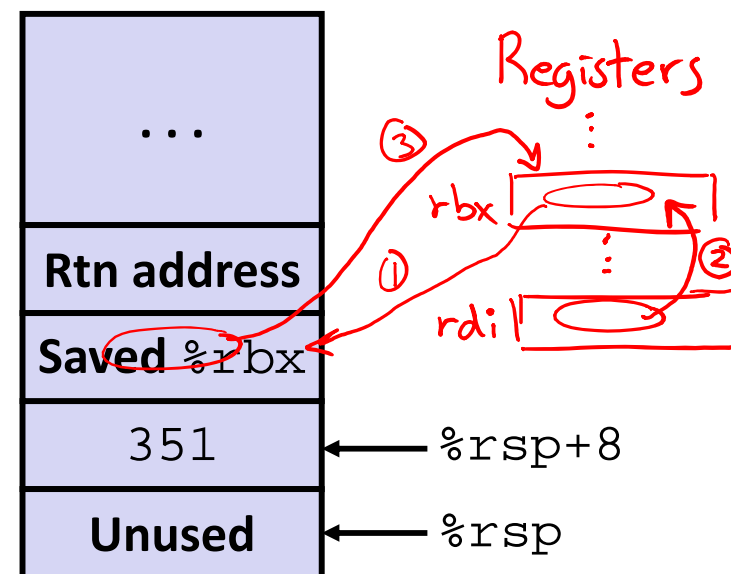 ...
Registers
③
rbx
Rtn address
①
②
rdi
Saved %rbx
351
%rsp+8
Unused
%rsp